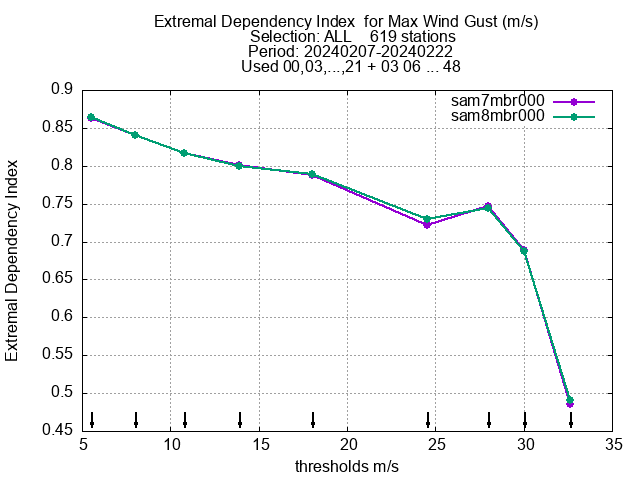 Extremal Dependency Index  for Max Wind Gust (m/s)
Selection: ALL    619 stations
Period: 20240207-20240222
Used 00,03,...,21 + 03 06 ... 48
sam7mbr000
sam8mbr000
Extremal Dependency Index
0.9
0.85
0.8
0.75
0.7
0.65
0.6
0.55
0.5
0.45
5 10 15 20 25 30 35
thresholds m/s